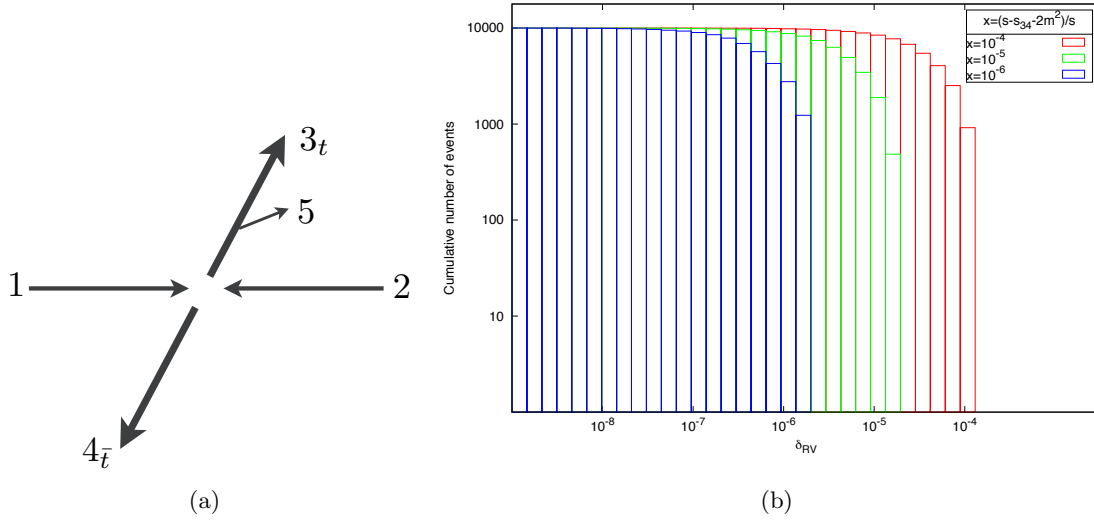 3t
5
1
2
4t̄
(a)
10000
1000
100
10
Cumulative number of events
10-8
10-7
10-6
10-5
10-4
δRV
x=(s-s34-2m2)/s
x=10-4
x=10-5
x=10-6
(b)